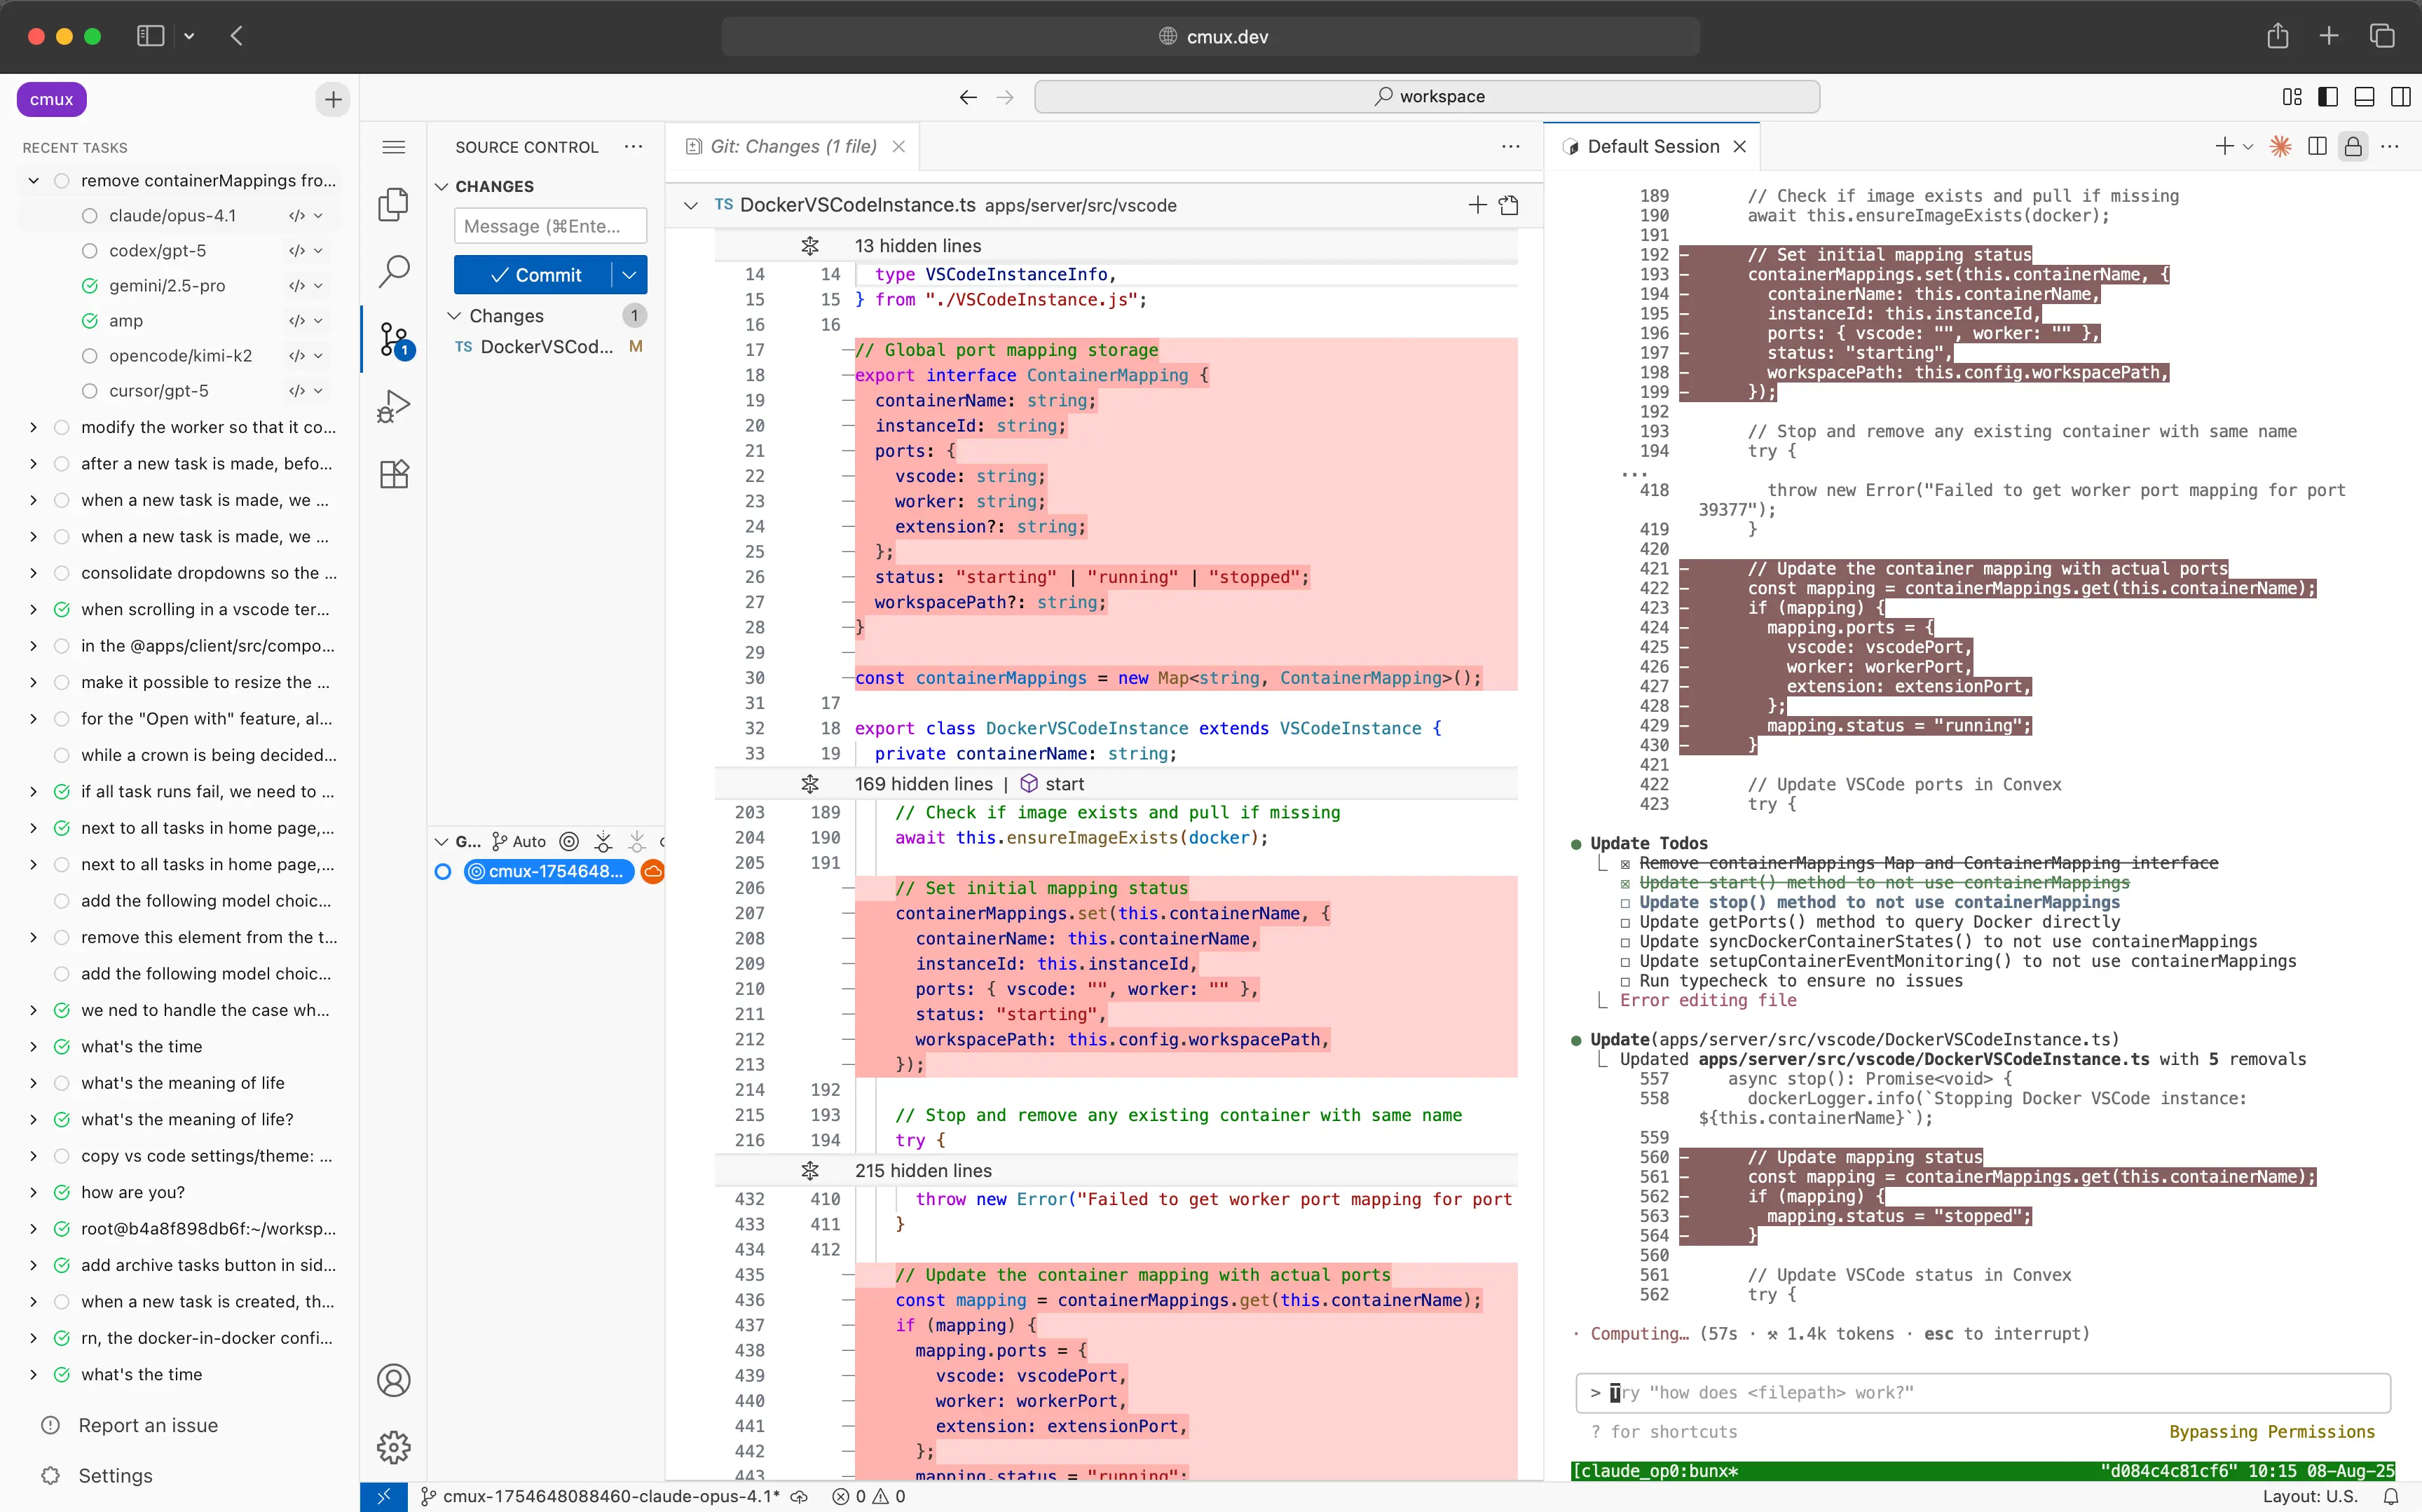 cmux.dev
cmux
RECENT TASKS
remove containerMappings fro...
claude/opus-4.1
codex/gpt-5
gemini/2.5-pro
amp
opencode/kimi-k2
cursor/gpt-5
modify the worker so that it co...
after a new task is made, befo...
when a new task is made, we ...
when a new task is made, we ...
consolidate dropdowns so the ...
when scrolling in a vscode ter...
in the @apps/client/src/compo...
make it possible to resize the ...
for the "Open with" feature, al...
while a crown is being decided...
if all task runs fail, we need to ...
next to all tasks in home page,...
next to all tasks in home page,...
add the following model choic...
remove this element from the t...
add the following model choic...
we ned to handle the case wh...
what's the time
what's the meaning of life
what's the meaning of life?
copy vs code settings/theme: ...
how are you?
root@b4a8f898db6f:~/worksp...
add archive tasks button in sid...
when a new task is created, th...
rn, the docker-in-docker confi...
what's the time
Report an issue
Settings
workspace
1
SOURCE CONTROL
CHANGES
Message (⌘Ente...
Commit
Changes 1
TS DockerVSCod... M
G... Auto
cmux-1754648...
Git: Changes (1 file)
TS DockerVSCodeInstance.ts apps/server/src/vscode
13 hidden lines
14 14 type VSCodeInstanceInfo,
15 15 } from "./VSCodeInstance.js";
16 16
17 — // Global port mapping storage
18 — export interface ContainerMapping {
19 — containerName: string;
20 — instanceId: string;
21 — ports: {
22 — vscode: string;
23 — worker: string;
24 — extension?: string;
25 — };
26 — status: "starting" | "running" | "stopped";
27 — workspacePath?: string;
28 — }
29 —
30 — const containerMappings = new Map<string, ContainerMapping>();
31 17
32 18 export class DockerVSCodeInstance extends VSCodeInstance {
33 19 private containerName: string;
169 hidden lines | start
203 189 // Check if image exists and pull if missing
204 190 await this.ensureImageExists(docker);
205 191
206 — // Set initial mapping status
207 — containerMappings.set(this.containerName, {
208 — containerName: this.containerName,
209 — instanceId: this.instanceId,
210 — ports: { vscode: "", worker: "" },
211 — status: "starting",
212 — workspacePath: this.config.workspacePath,
213 — });
214 192
215 193 // Stop and remove any existing container with same name
216 194 try {
215 hidden lines
432 410 throw new Error("Failed to get worker port mapping for port
433 411 }
434 412
435 — // Update the container mapping with actual ports
436 — const mapping = containerMappings.get(this.containerName);
437 — if (mapping) {
438 — mapping.ports = {
439 — vscode: vscodePort,
440 — worker: workerPort,
441 — extension: extensionPort,
442 — };
443 — mapping.status = "running";
Default Session
189 // Check if image exists and pull if missing
190 await this.ensureImageExists(docker);
191
192 - // Set initial mapping status
193 - containerMappings.set(this.containerName, {
194 - containerName: this.containerName,
195 - instanceId: this.instanceId,
196 - ports: { vscode: "", worker: "" },
197 - status: "starting",
198 - workspacePath: this.config.workspacePath,
199 - });
192
193 // Stop and remove any existing container with same name
194 try {
...
418 throw new Error("Failed to get worker port mapping for port
39377");
419 }
420
421 - // Update the container mapping with actual ports
422 - const mapping = containerMappings.get(this.containerName);
423 - if (mapping) {
424 - mapping.ports = {
425 - vscode: vscodePort,
426 - worker: workerPort,
427 - extension: extensionPort,
428 - };
429 - mapping.status = "running";
430 - }
421
422 // Update VSCode ports in Convex
423 try {
● Update Todos
⎿ ☒ Remove containerMappings Map and ContainerMapping interface
☒ Update start() method to not use containerMappings
☐ Update stop() method to not use containerMappings
☐ Update getPorts() method to query Docker directly
☐ Update syncDockerContainerStates() to not use containerMappings
☐ Update setupContainerEventMonitoring() to not use containerMappings
☐ Run typecheck to ensure no issues
⎿ Error editing file
● Update(apps/server/src/vscode/DockerVSCodeInstance.ts)
⎿ Updated apps/server/src/vscode/DockerVSCodeInstance.ts with 5 removals
557 async stop(): Promise<void> {
558 dockerLogger.info(`Stopping Docker VSCode instance:
${this.containerName}`);
559
560 - // Update mapping status
561 - const mapping = containerMappings.get(this.containerName);
562 - if (mapping) {
563 - mapping.status = "stopped";
564 - }
560
561 // Update VSCode status in Convex
562 try {
· Computing… (57s · ⚒ 1.4k tokens · esc to interrupt)
> Try "how does <filepath> work?"
? for shortcuts
Bypassing Permissions
[claude_op0:bunx* "d084c4c81cf6" 10:15 08-Aug-25
cmux-1754648088460-claude-opus-4.1* 0 0
Layout: U.S.